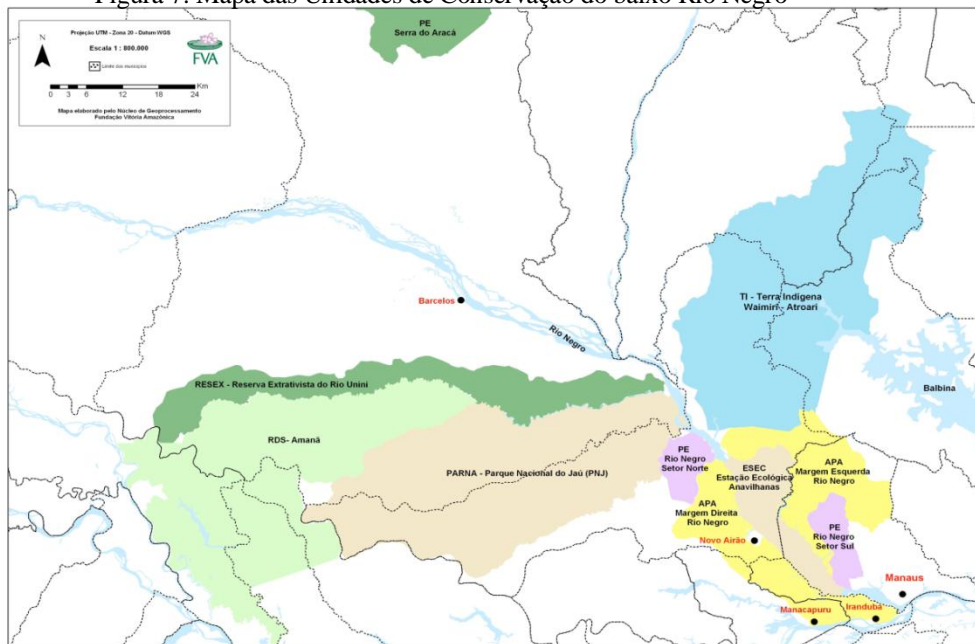 Figura 7. Mapa das Unidades de Conservação do baixo Rio Negro
PE
Serra do Aracá
N
Projeção UTM - Zona 20 - Datum:WGS
Escala 1 : 800,000
Limite dos municípios
FVA
Km
0 3 6 12 18 24
Mapa elaborado pelo Núcleo de Geoprocessamento
Fundação Vitória Amazônica
TI - Terra Indígena
Waimiri - Atroari
Barcelos
Rio Negro
Balbina
RESEX - Reserva Extrativista do Rio Unini
RDS- Amanã
PARNA - Parque Nacional do Jaú (PNJ)
PE
Rio Negro
Setor Norte
ESEC
Estação Ecológica
Anavilhanas
APA
Margem Esquerda
Rio Negro
APA
Margem Direita
Rio Negro
PE
Rio Negro
Setor Sul
Novo Airão
Manaus
Manacapuru
Iranduba